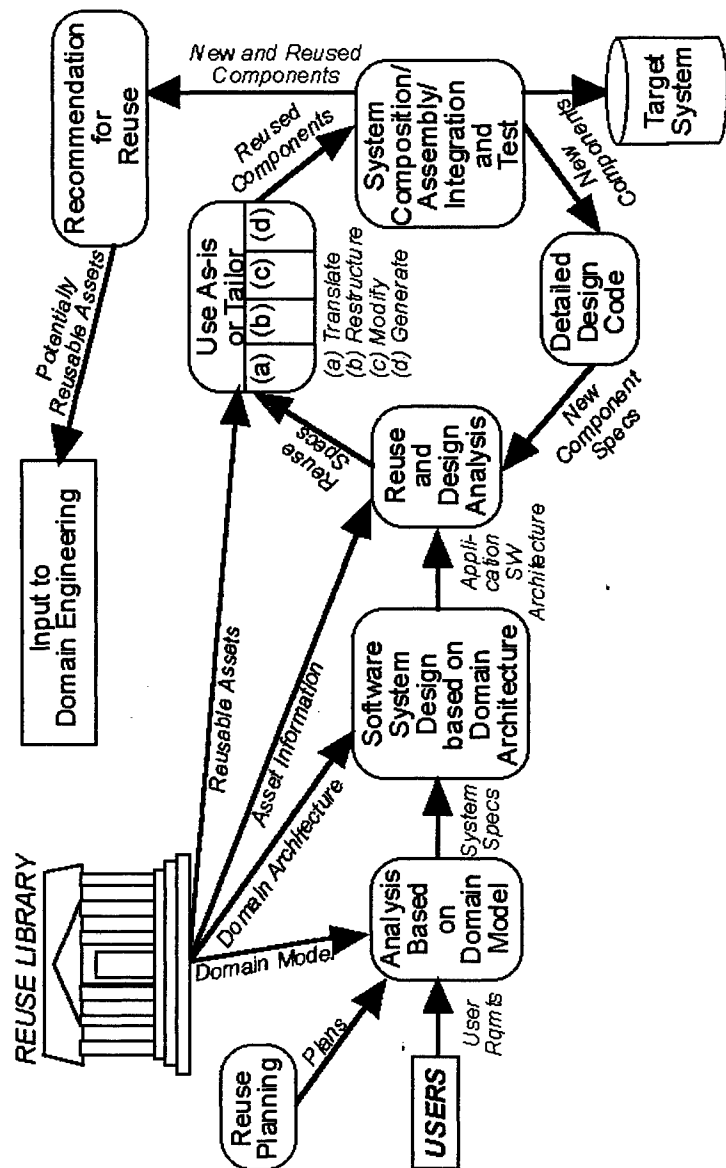 REUSE LIBRARY
Input to
Domain Engineering
Potentially
Reusable Assets
Recommendation
for
Reuse
New and Reused
Components
Reusable Assets
Use As-is
or Tailor
(a) (b) (c) (d)
(a) Translate
(b) Restructure
(c) Modify
(d) Generate
Reused
Components
Asset Information
Domain Architecture
Domain Model
Reuse
Specs
System
Composition/
Assembly/
Integration
and
Test
Reuse
Planning
Plans
USERS
User
Rqmts
Analysis
Based
on
Domain
Model
System
Specs
Software
System
Design
based on
Domain
Architecture
Appli-
cation
SW
Architecture
Reuse
and
Design
Analysis
New
Component
Specs
Detailed
Design
Code
New
Components
Target
System